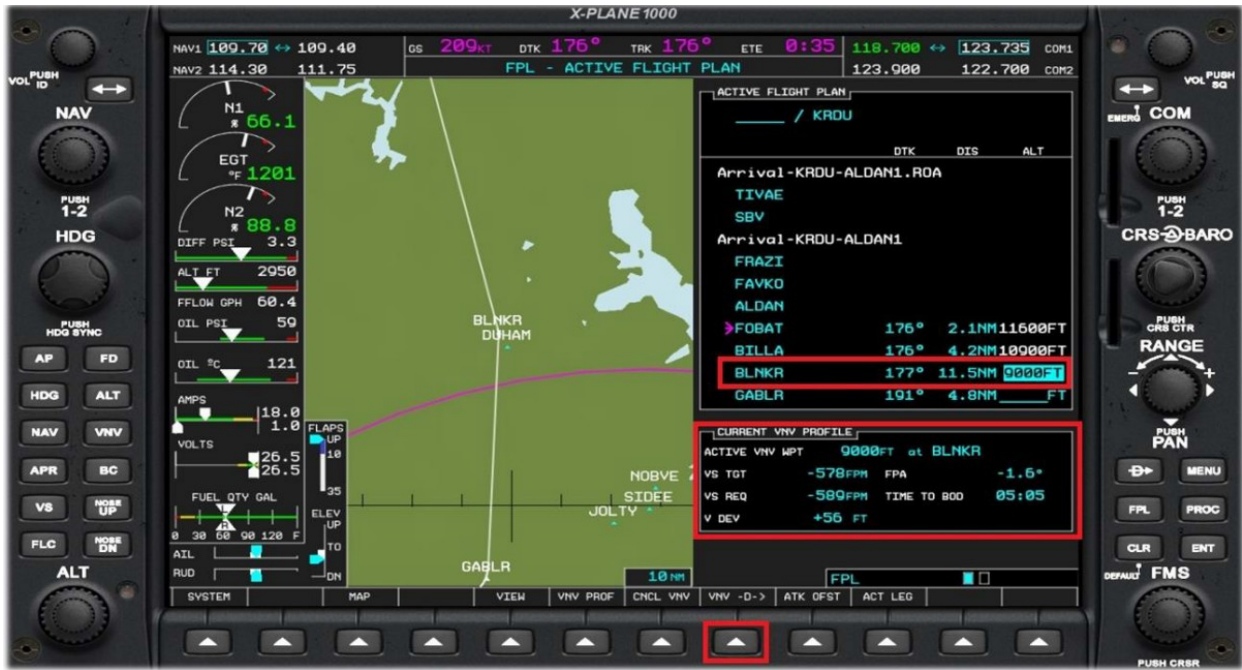 X-PLANE 1000
NAV1 109.70 ↔ 109.40
NAV2 114.30 111.75
GS 209KT DTK 176° TRK 176° ETE 0:35
FPL - ACTIVE FLIGHT PLAN
118.700 ↔ 123.735 COM1
123.900 122.700 COM2
VOL PUSH ID
NAV
PUSH 1-2
HDG
PUSH HDG SYNC
AP FD
HDG ALT
NAV VNV
APR BC
VS NOSE UP
FLC NOSE DN
ALT
N1 % 66.1
EGT °F 1201
N2 % 88.8
DIFF PSI 3.3
ALT FT 2950
FFLOW GPH 60.4
OIL PSI 59
OIL ºC 121
AMPS
18.0
1.0
VOLTS
26.5
26.5
FUEL QTY GAL
L
R
0 30 60 90 120 F
AIL
RUD
FLAPS
UP
10
35
ELEV
UP
TO
DN
BLNKR
DUHAM
NOBVE
SIDEE
JOLTY
GABLR
10 NM
ACTIVE FLIGHT PLAN
_____ / KRDU
DTK DIS ALT
Arrival-KRDU-ALDAN1.ROA
TIVAE
SBV
Arrival-KRDU-ALDAN1
FRAZI
FAVKO
ALDAN
FOBAT 176° 2.1NM 11600FT
BILLA 176° 4.2NM 10900FT
BLNKR 177° 11.5NM 9000FT
GABLR 191° 4.8NM _____FT
CURRENT VNV PROFILE
ACTIVE VNV WPT 9000FT at BLNKR
VS TGT -578FPM FPA -1.6°
VS REQ -589FPM TIME TO BOD 05:05
V DEV +56 FT
FPL
SYSTEM MAP VIEW VNV PROF CNCL VNV VNV -D-> ATK OFST ACT LEG
VOL PUSH SQ
EMERG
COM
PUSH 1-2
CRS BARO
PUSH CRS CTR
RANGE
- +
PUSH PAN
D MENU
FPL PROC
CLR ENT
DEFAULT FMS
PUSH CRSR